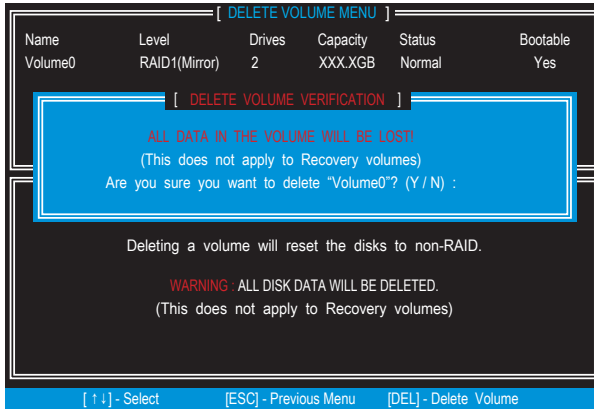 [ DELETE VOLUME MENU ]
Name Level Drives Capacity Status Bootable
Volume0 RAID1(Mirror) 2 XXX.XGB Normal Yes
[ DELETE VOLUME VERIFICATION ]
ALL DATA IN THE VOLUME WILL BE LOST!
(This does not apply to Recovery volumes)
Are you sure you want to delete “Volume0”? (Y / N) :
Deleting a volume will reset the disks to non-RAID.
WARNING : ALL DISK DATA WILL BE DELETED.
(This does not apply to Recovery volumes)
[ ↑↓] - Select [ESC] - Previous Menu [DEL] - Delete Volume